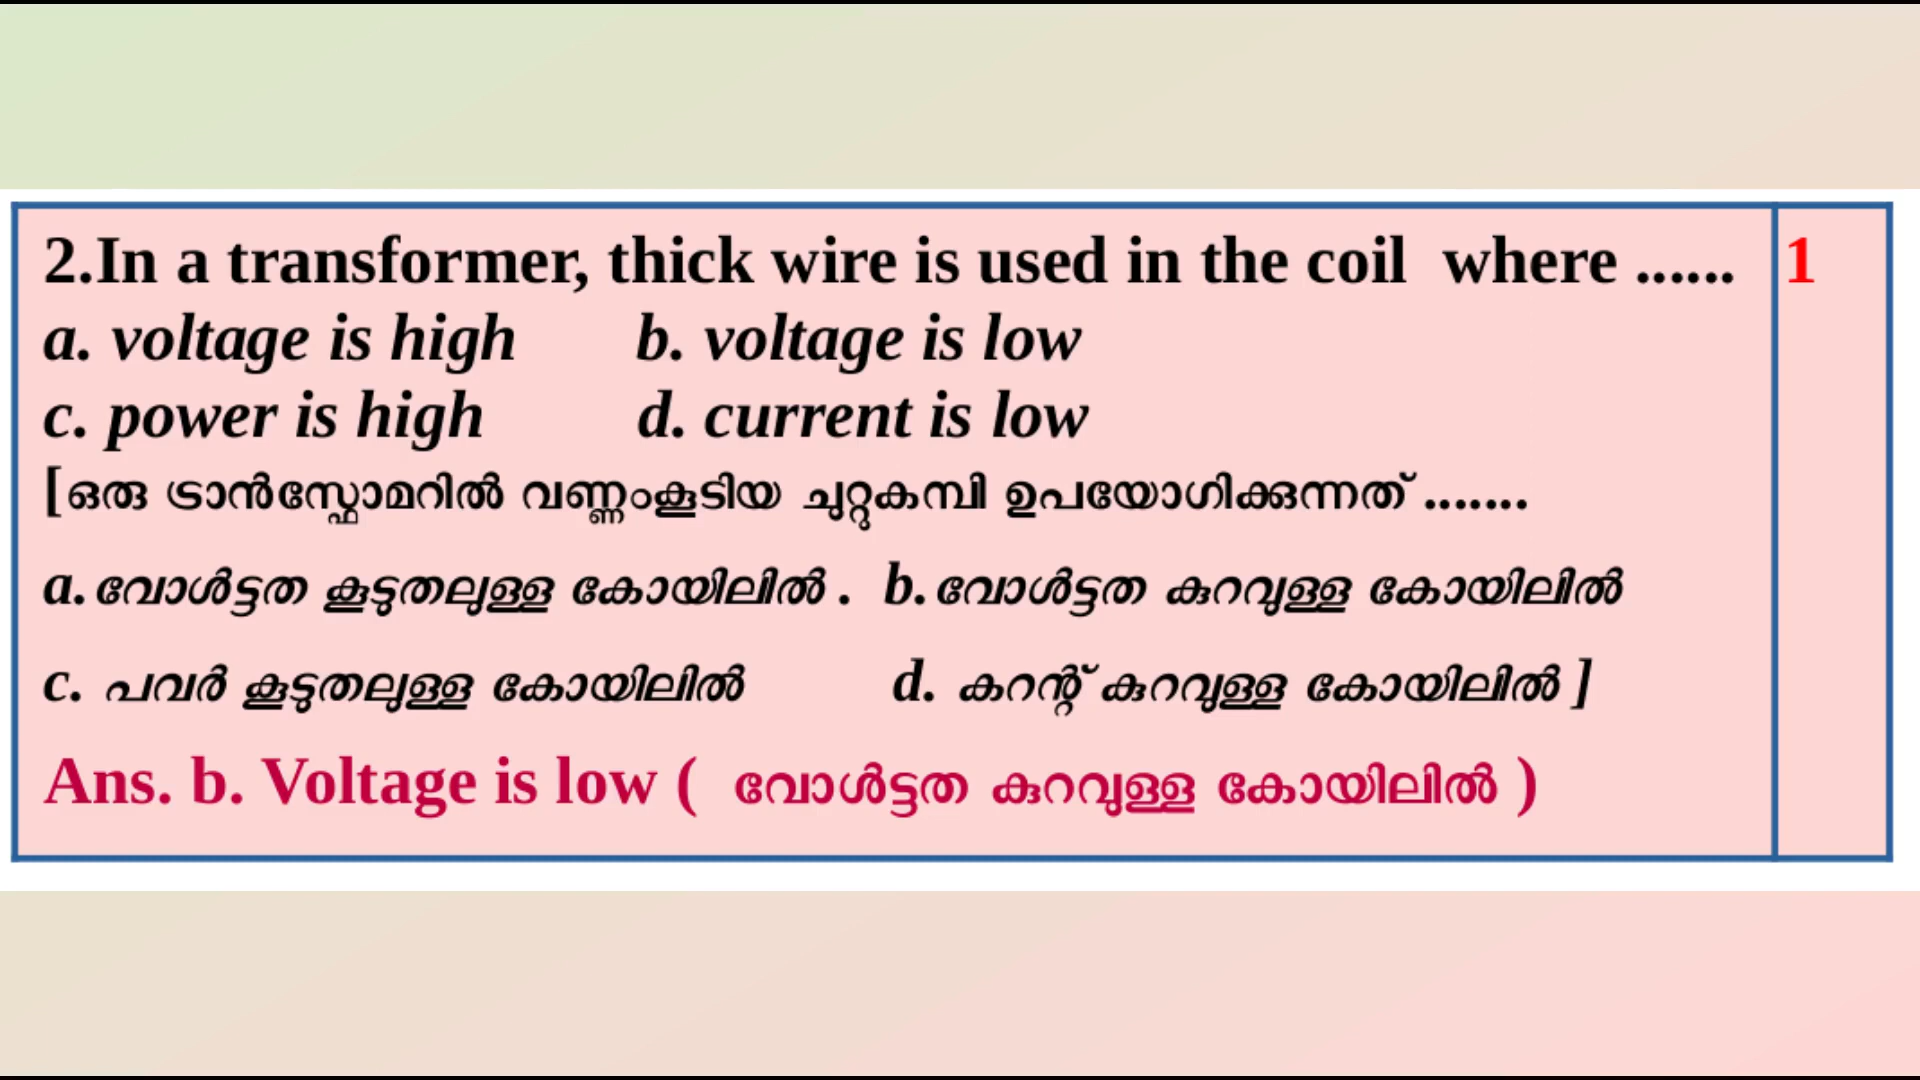 2.In a transformer, thick wire is used in the coil where ...... 1
a. voltage is high b. voltage is low
c. power is high d. current is low
[ഒരു ട്രാൻസ്ഫോമറിൽ വണ്ണംകൂടിയ ചുറ്റുകമ്പി ഉപയോഗിക്കുന്നത് .......
a.വോൾട്ടത കൂടുതലുള്ള കോയിലിൽ . b.വോൾട്ടത കുറവുള്ള കോയിലിൽ
c. പവർ കൂടുതലുള്ള കോയിലിൽ d. കറന്റ് കുറവുള്ള കോയിലിൽ ]
Ans. b. Voltage is low ( വോൾട്ടത കുറവുള്ള കോയിലിൽ )